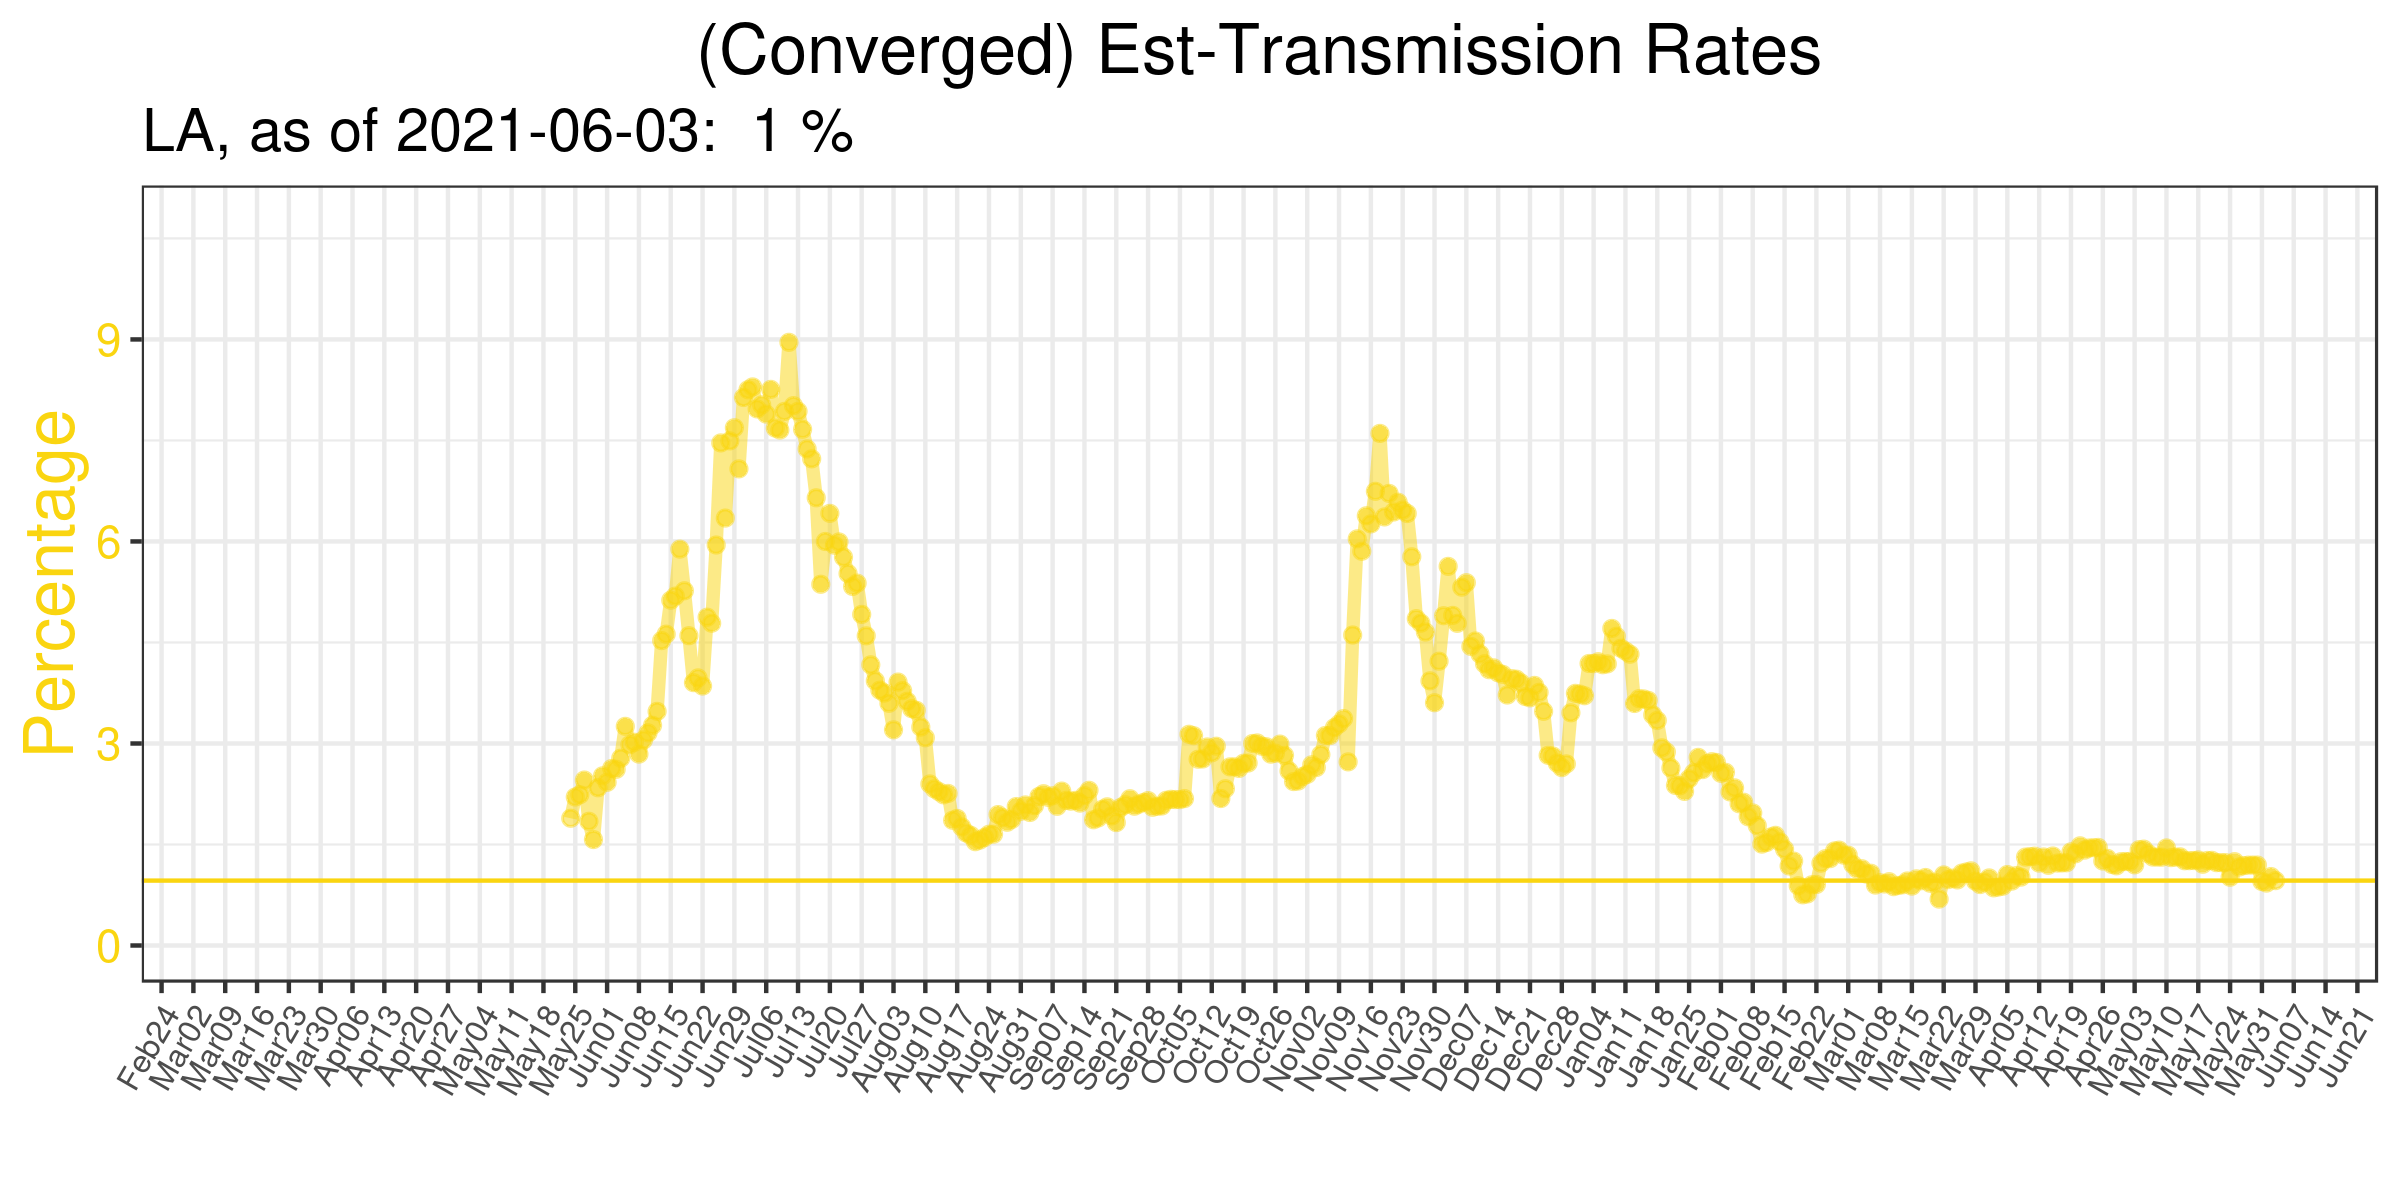 (Converged) Est-Transmission Rates
LA, as of 2021-06-03:  1 %
Percentage
9
6
3
0
Feb24
Mar02
Mar09
Mar16
Mar23
Mar30
Apr06
Apr13
Apr20
Apr27
May04
May11
May18
May25
Jun01
Jun08
Jun15
Jun22
Jun29
Jul06
Jul13
Jul20
Jul27
Aug03
Aug10
Aug17
Aug24
Aug31
Sep07
Sep14
Sep21
Sep28
Oct05
Oct12
Oct19
Oct26
Nov02
Nov09
Nov16
Nov23
Nov30
Dec07
Dec14
Dec21
Dec28
Jan04
Jan11
Jan18
Jan25
Feb01
Feb08
Feb15
Feb22
Mar01
Mar08
Mar15
Mar22
Mar29
Apr05
Apr12
Apr19
Apr26
May03
May10
May17
May24
May31
Jun07
Jun14
Jun21